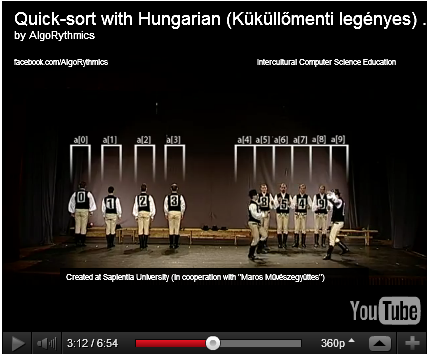 Quick-sort with Hungarian (Küküllőmenti legényes) .
by AlgoRythmics
facebook.com/AlgoRythmics Intercultural Computer Science Education
a[0] a[1] a[2] a[3] a[4] a[5] a[6] a[7] a[8] a[9]
0 1 2 3
Created at Sapientia University (in cooperation with "Maros Művészegyüttes")
YouTube
3:12 / 6:54 360p